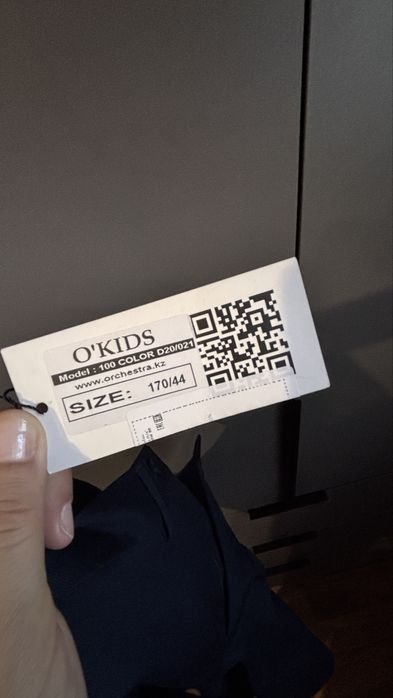 O'KIDS
Model : 100 COLOR D20/021
www.orchestra.kz
SIZE: 170/44